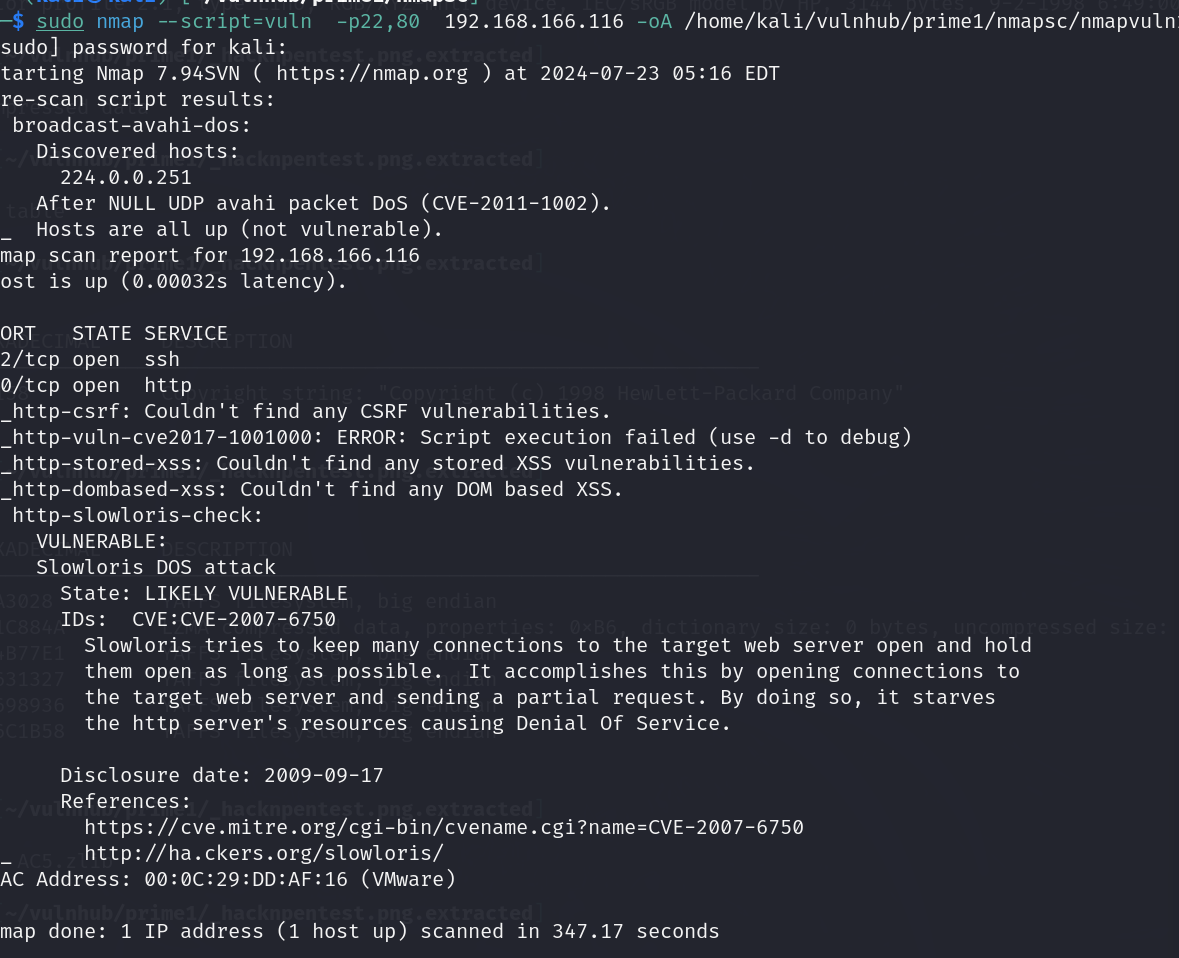 ─$ sudo nmap --script=vuln -p22,80 192.168.166.116 -oA /home/kali/vulnhub/prime1/nmapsc/nmapvuln
sudo] password for kali:
tarting Nmap 7.94SVN ( https://nmap.org ) at 2024-07-23 05:16 EDT
re-scan script results:
broadcast-avahi-dos:
Discovered hosts:
224.0.0.251
After NULL UDP avahi packet DoS (CVE-2011-1002).
_ Hosts are all up (not vulnerable).
map scan report for 192.168.166.116
ost is up (0.00032s latency).
ORT STATE SERVICE
2/tcp open ssh
0/tcp open http
_http-csrf: Couldn't find any CSRF vulnerabilities.
_http-vuln-cve2017-1001000: ERROR: Script execution failed (use -d to debug)
_http-stored-xss: Couldn't find any stored XSS vulnerabilities.
_http-dombased-xss: Couldn't find any DOM based XSS.
http-slowloris-check:
VULNERABLE:
Slowloris DOS attack
State: LIKELY VULNERABLE
IDs: CVE:CVE-2007-6750
Slowloris tries to keep many connections to the target web server open and hold
them open as long as possible. It accomplishes this by opening connections to
the target web server and sending a partial request. By doing so, it starves
the http server's resources causing Denial Of Service.
Disclosure date: 2009-09-17
References:
https://cve.mitre.org/cgi-bin/cvename.cgi?name=CVE-2007-6750
_ http://ha.ckers.org/slowloris/
AC Address: 00:0C:29:DD:AF:16 (VMware)
map done: 1 IP address (1 host up) scanned in 347.17 seconds